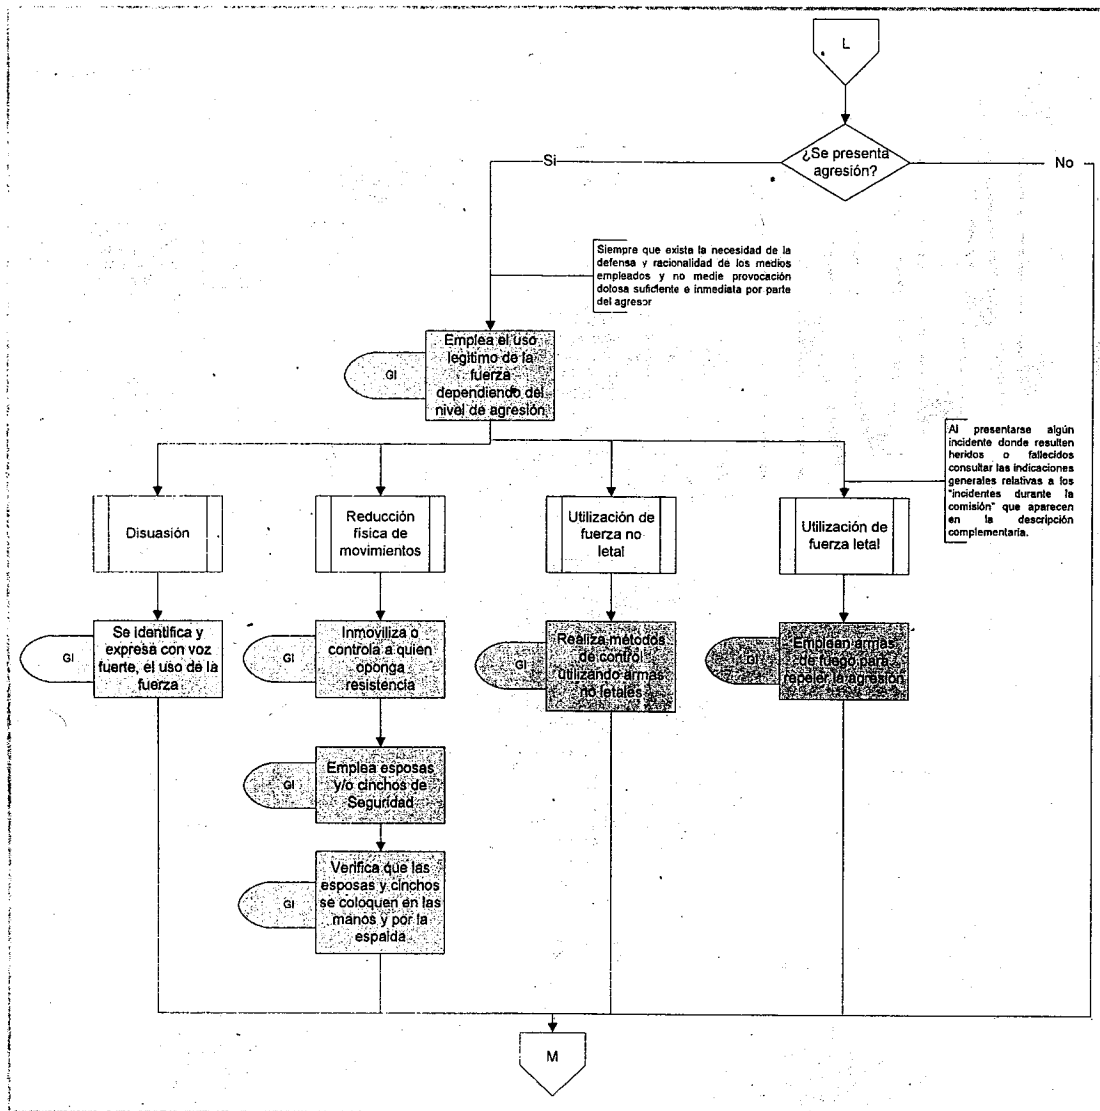 L
¿Se presenta
agresión?
Si
No
Siempre que exista la necesidad de la
defensa y racionalidad de los medios
empleados y no medie provocación
dolosa suficiente e inmediata por parte
del agresor
Emplea el uso
legitimo de la
fuerza
dependiendo del
nivel de agresión
GI
Al presentarse algún
incidente donde resulten
heridos o fallecidos
consultar las indicaciones
generales relativas a los
"incidentes durante la
comisión" que aparecen
en la descripción
complementaria.
Disuasión
Reducción
física de
movimientos
Utilización de
fuerza no
letal
Utilización de
fuerza letal
GI
Se identifica y
expresa con voz
fuerte, el uso de la
fuerza
GI
Inmoviliza o
controla a quien
oponga
resistencia
GI
Realiza métodos
de control
utilizando armas
no letales
GI
Emplean armas
de fuego para
repeler la agresión
GI
Emplea esposas
y/o cinchos de
Seguridad
GI
Verifica que las
esposas y cinchos
se coloquen en las
manos y por la
espalda
M